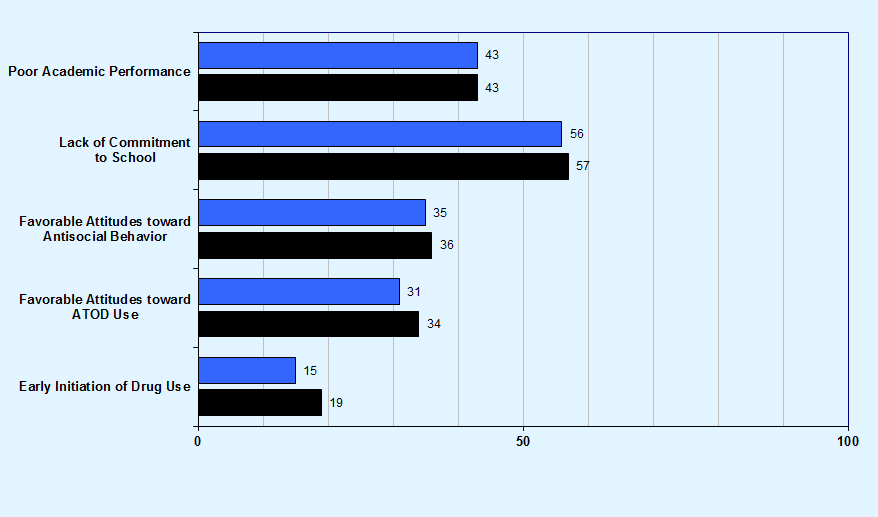 Poor Academic Performance
43
43
Lack of Commitment
to School
56
57
Favorable Attitudes toward
Antisocial Behavior
35
36
Favorable Attitudes toward
ATOD Use
31
34
Early Initiation of Drug Use
15
19
0 50 100